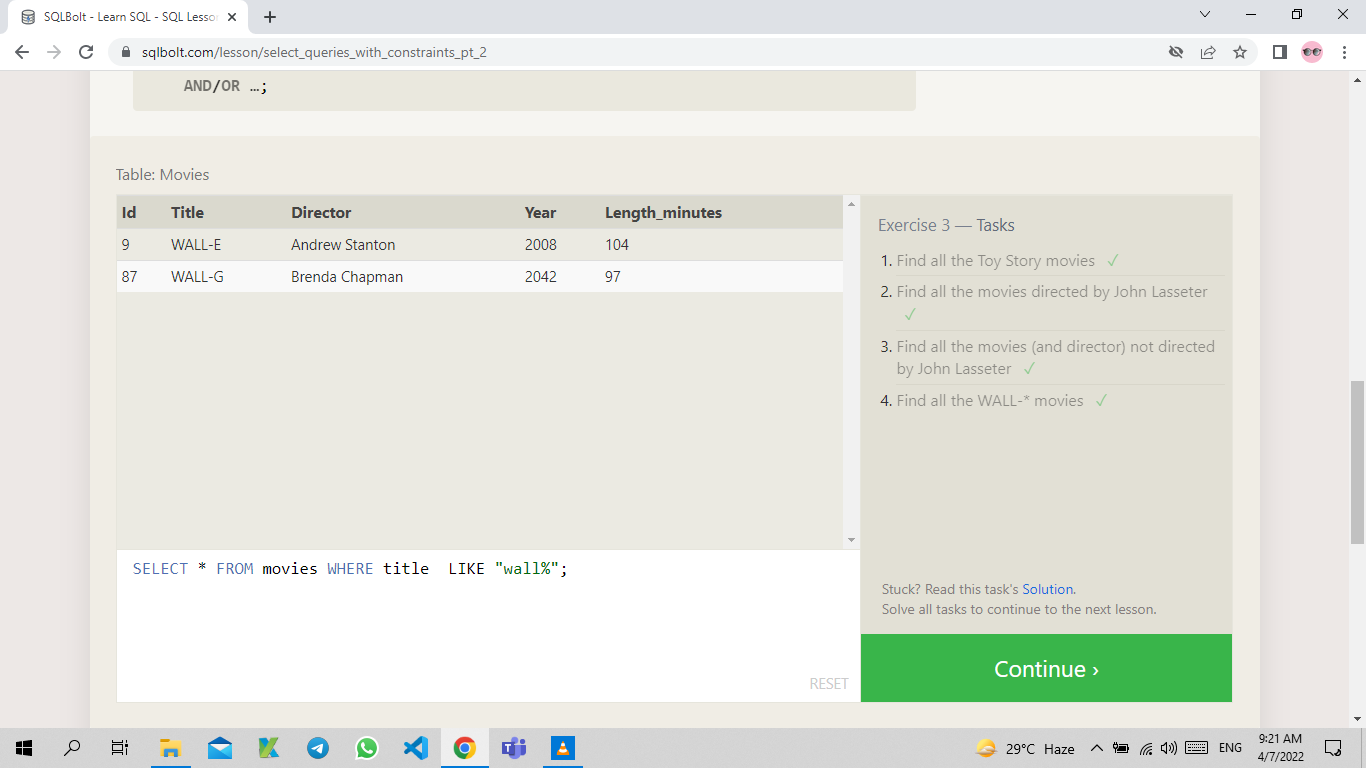 SQLBolt - Learn SQL - SQL Lesso
sqlbolt.com/lesson/select_queries_with_constraints_pt_2
AND/OR …;
Table: Movies
Id Title Director Year Length_minutes
9 WALL-E Andrew Stanton 2008 104
87 WALL-G Brenda Chapman 2042 97
Exercise 3 — Tasks
1. Find all the Toy Story movies ✓
2. Find all the movies directed by John Lasseter
✓
3. Find all the movies (and director) not directed
by John Lasseter ✓
4. Find all the WALL-* movies ✓
SELECT * FROM movies WHERE title  LIKE "wall%";
RESET
Stuck? Read this task's Solution.
Solve all tasks to continue to the next lesson.
Continue ›
29°C Haze
ENG
9:21 AM
4/7/2022